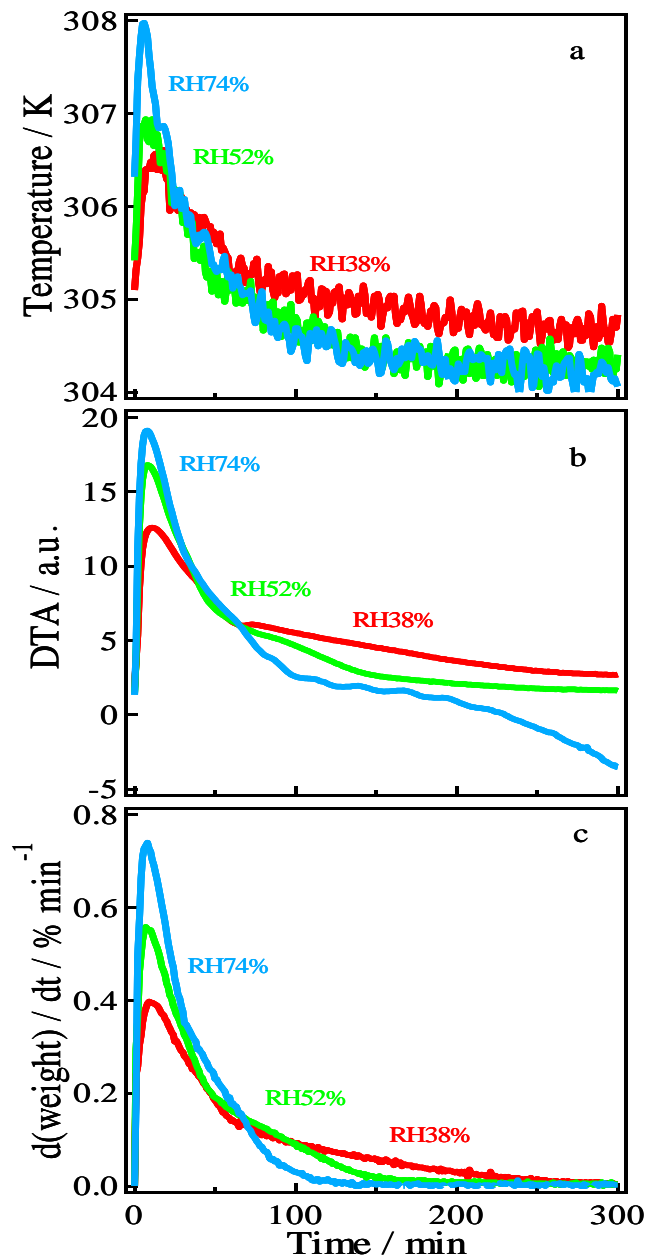 308
a
RH74%
307
RH52%
306
RH38%
305
304
Temperature / K
20
b
RH74%
15
10
RH52%
RH38%
5
0
-5
DTA / a.u.
0.8
c
0.6
RH74%
0.4
0.2
RH52%
RH38%
0.0
d(weight) / dt / % min⁻¹
0 100 200 300
Time / min